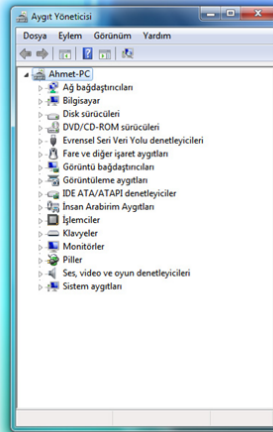 Aygıt Yöneticisi
Dosya Eylem Görünüm Yardım
Ahmet-PC
Ağ bağdaştırıcıları
Bilgisayar
Disk sürücüleri
DVD/CD-ROM sürücüleri
Evrensel Seri Veri Yolu denetleyicileri
Fare ve diğer işaret aygıtları
Görüntü bağdaştırıcıları
Görüntüleme aygıtları
IDE ATA/ATAPI denetleyiciler
İnsan Arabirim Aygıtları
İşlemciler
Klavyeler
Monitörler
Piller
Ses, video ve oyun denetleyicileri
Sistem aygıtları